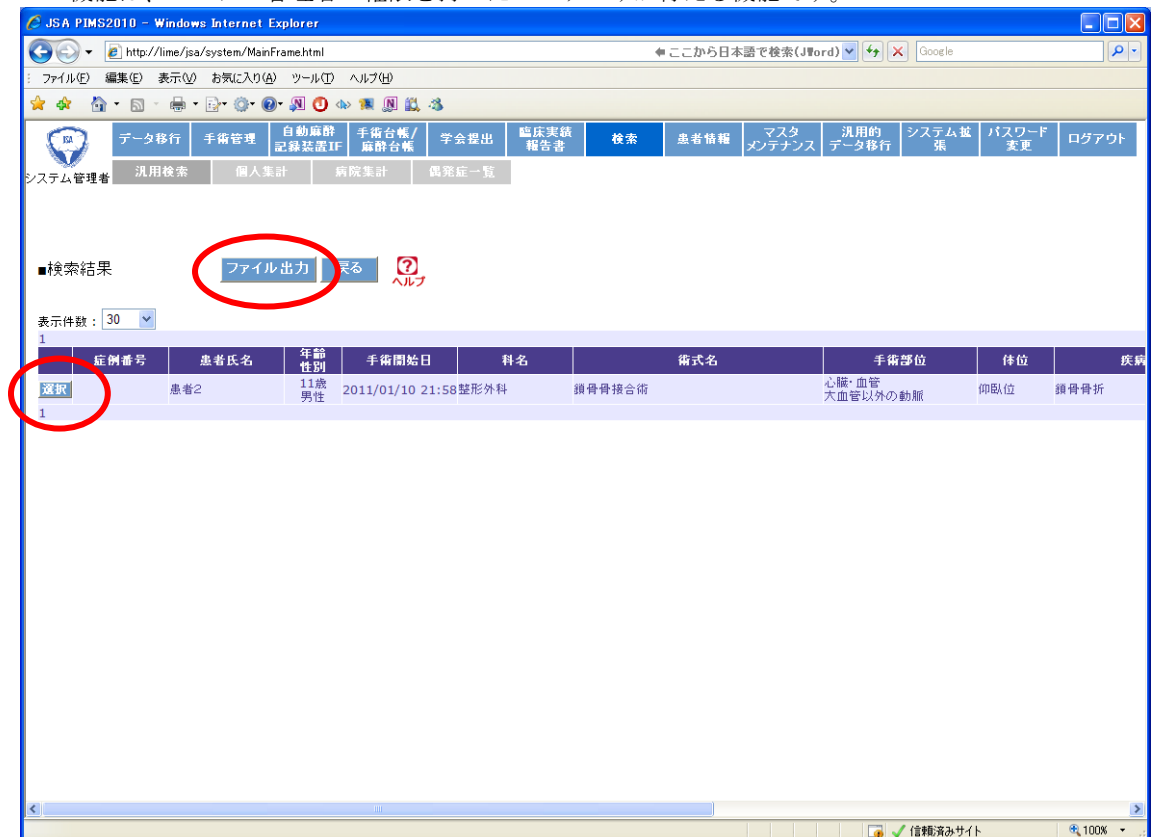 JSA PIMS2010 - Windows Internet Explorer
http://lime/jsa/system/MainFrame.html
ここから日本語で検索(JWord)
Google
ファイル(F) 編集(E) 表示(V) お気に入り(A) ツール(T) ヘルプ(H)
JSA
システム管理者
データ移行
手術管理
自動麻酔
記録装置IF
手術台帳/
麻酔台帳
学会提出
臨床実績
報告書
検索
患者情報
マスタ
メンテナンス
汎用的
データ移行
システム拡
張
パスワード
変更
ログアウト
汎用検索 個人集計 病院集計 偶発症一覧
■検索結果 ファイル出力 戻る ヘルプ
表示件数: 30
1
症例番号 患者氏名 年齢 性別 手術開始日 科名 術式名 手術部位 体位 疾病
選択 患者2 11歳 男性 2011/01/10 21:58 整形外科 鎖骨骨接合術 心臓・血管 大血管以外の動脈 仰臥位 鎖骨骨折
1
信頼済みサイト 100%